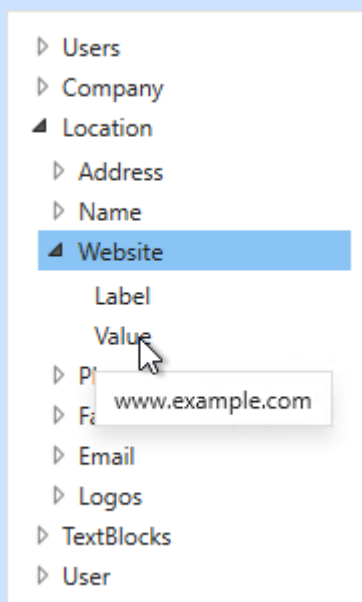 Users
Company
Location
Address
Name
Website
Label
Value
www.example.com
Email
Logos
TextBlocks
User